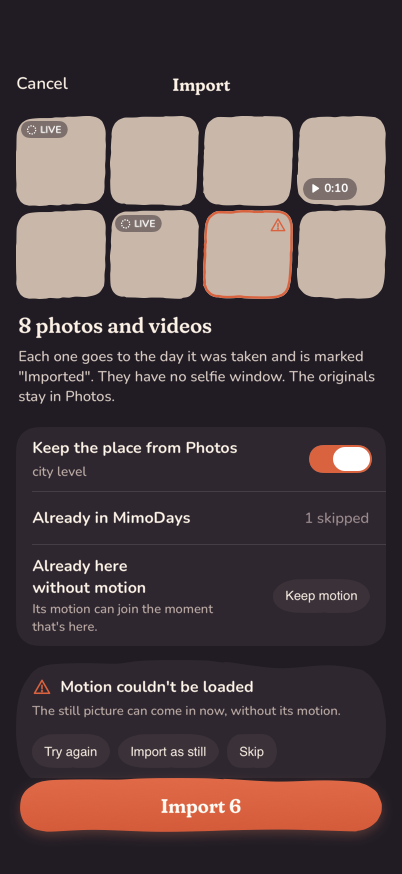 Cancel
Import
LIVE
0:10
LIVE
8 photos and videos
Each one goes to the day it was taken and is marked
"Imported". They have no selfie window. The originals
stay in Photos.
Keep the place from Photos
city level
Already in MimoDays
1 skipped
Already here
without motion
Its motion can join the moment
that's here.
Keep motion
Motion couldn't be loaded
The still picture can come in now, without its motion.
Try again
Import as still
Skip
Import 6